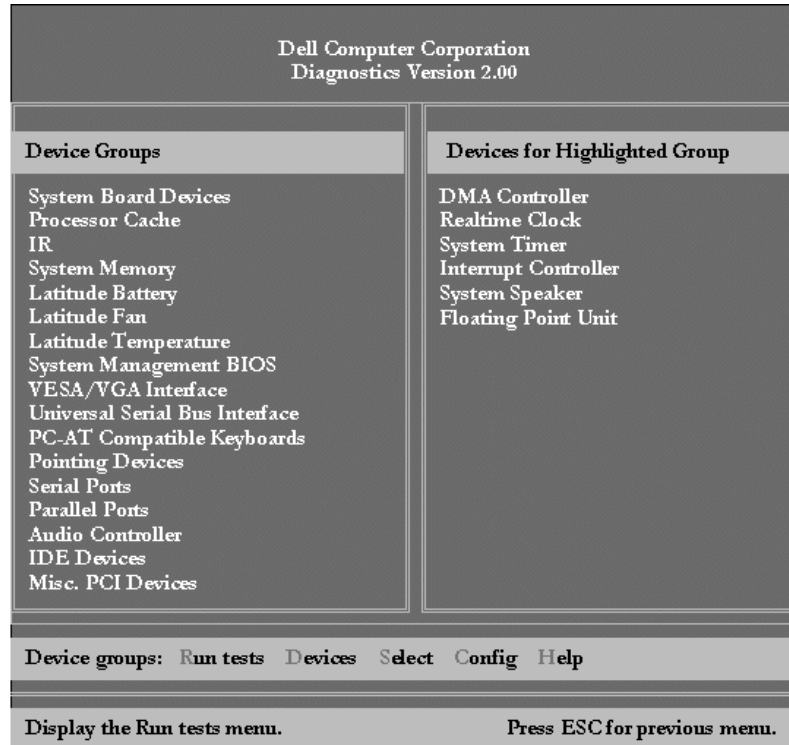 Dell Computer Corporation
Diagnostics Version 2.00
Device Groups
System Board Devices
Processor Cache
IR
System Memory
Latitude Battery
Latitude Fan
Latitude Temperature
System Management BIOS
VESA/VGA Interface
Universal Serial Bus Interface
PC-AT Compatible Keyboards
Pointing Devices
Serial Ports
Parallel Ports
Audio Controller
IDE Devices
Misc. PCI Devices
Devices for Highlighted Group
DMA Controller
Realtime Clock
System Timer
Interrupt Controller
System Speaker
Floating Point Unit
Device groups: Run tests Devices Select Config Help
Display the Run tests menu. Press ESC for previous menu.